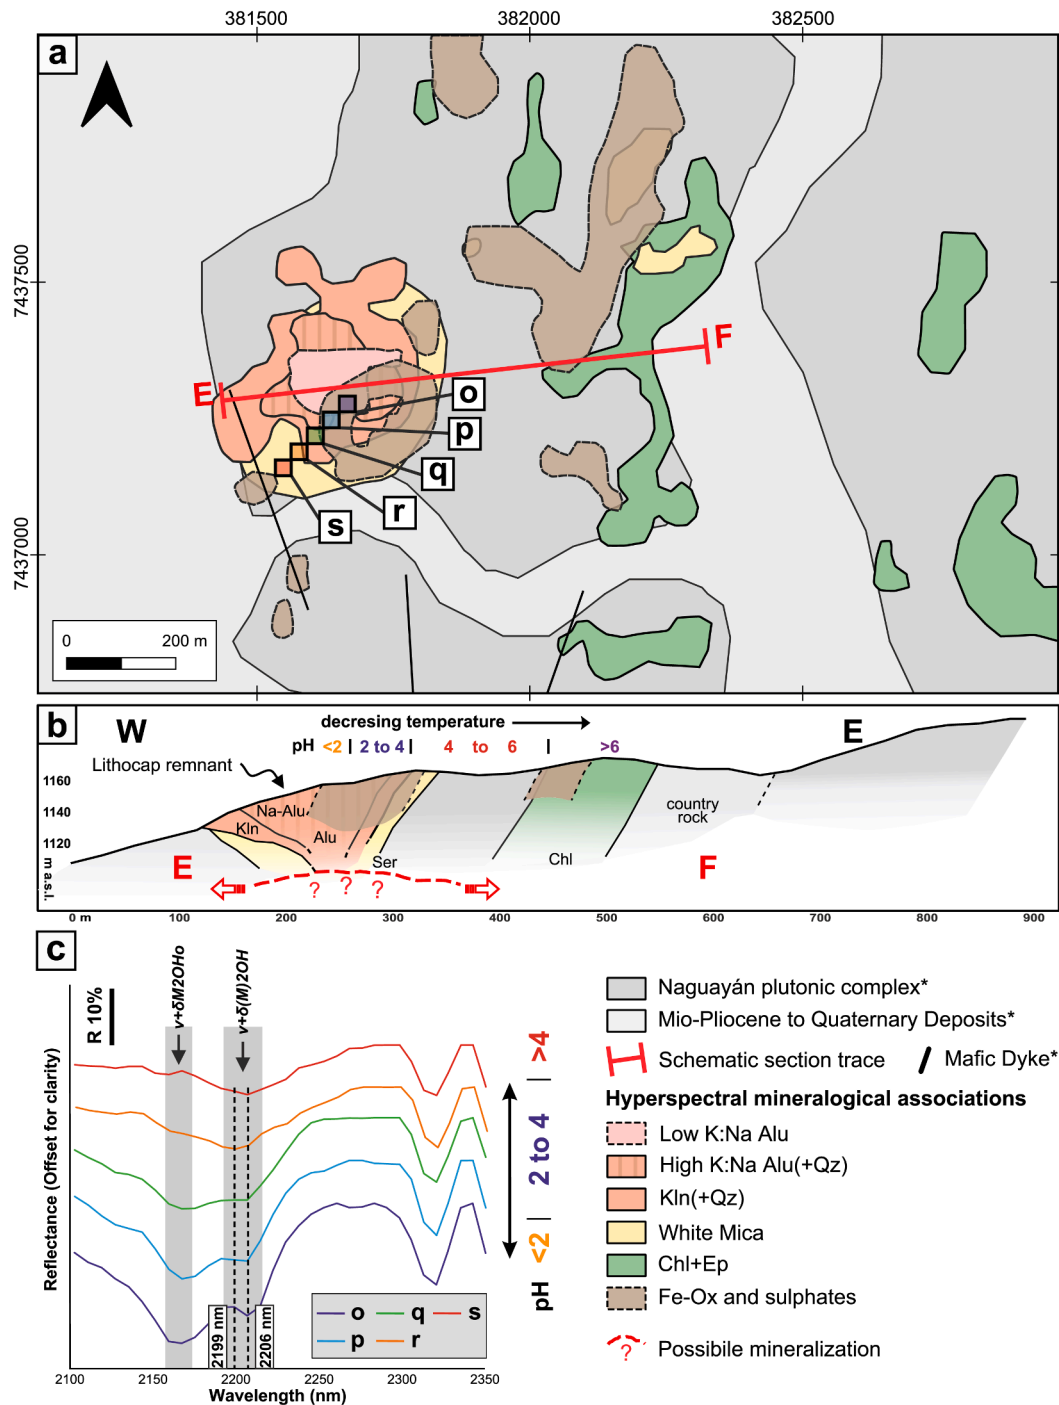 381500 382000 382500
a
7437500
7437000
E
F
o
p
q
r
s
0 200 m
b
W
decresing temperature
E
pH <2 | 2 to 4 | 4 to 6 | >6
Lithocap remnant
1160
1140
1120
m a.s.l.
Na-Alu
Kln
Alu
Ser
Chl
country
rock
E
F
? ? ?
0 m 100 200 300 400 500 600 700 800 900
c
R 10%
v+δM2OHo
v+δ(M)2OH
Reflectance (Offset for clarity)
2199 nm
2206 nm
o q s
p r
2100 2150 2200 2250 2300 2350
Wavelength (nm)
pH <2 | 2 to 4 | >4
Naguayán plutonic complex*
Mio-Pliocene to Quaternary Deposits*
Schematic section trace
Mafic Dyke*
Hyperspectral mineralogical associations
Low K:Na Alu
High K:Na Alu(+Qz)
Kln(+Qz)
White Mica
Chl+Ep
Fe-Ox and sulphates
? Possibile mineralization